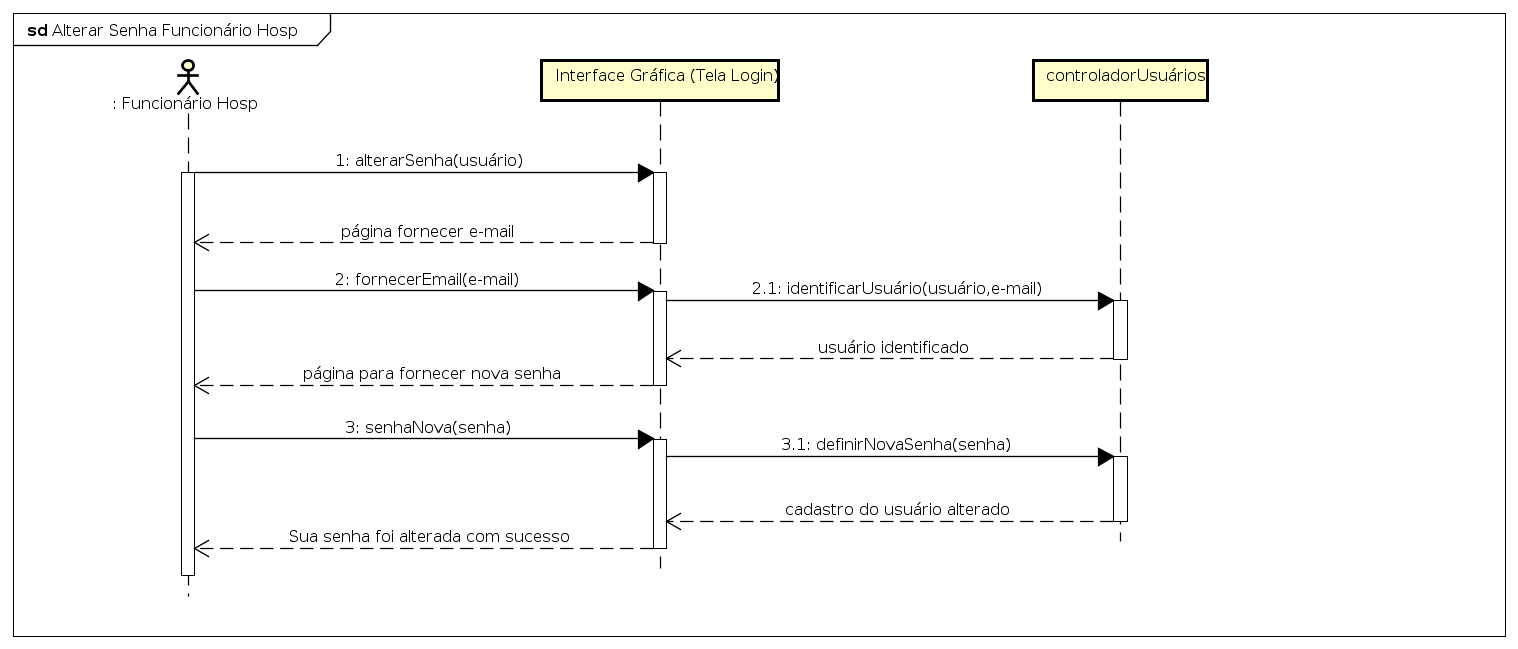 sd Alterar Senha Funcionário Hosp
: Funcionário Hosp
Interface Gráfica (Tela Login)
controladorUsuários
1: alterarSenha(usuário)
página fornecer e-mail
2: fornecerEmail(e-mail)
2.1: identificarUsuário(usuário,e-mail)
usuário identificado
página para fornecer nova senha
3: senhaNova(senha)
3.1: definirNovaSenha(senha)
cadastro do usuário alterado
Sua senha foi alterada com sucesso